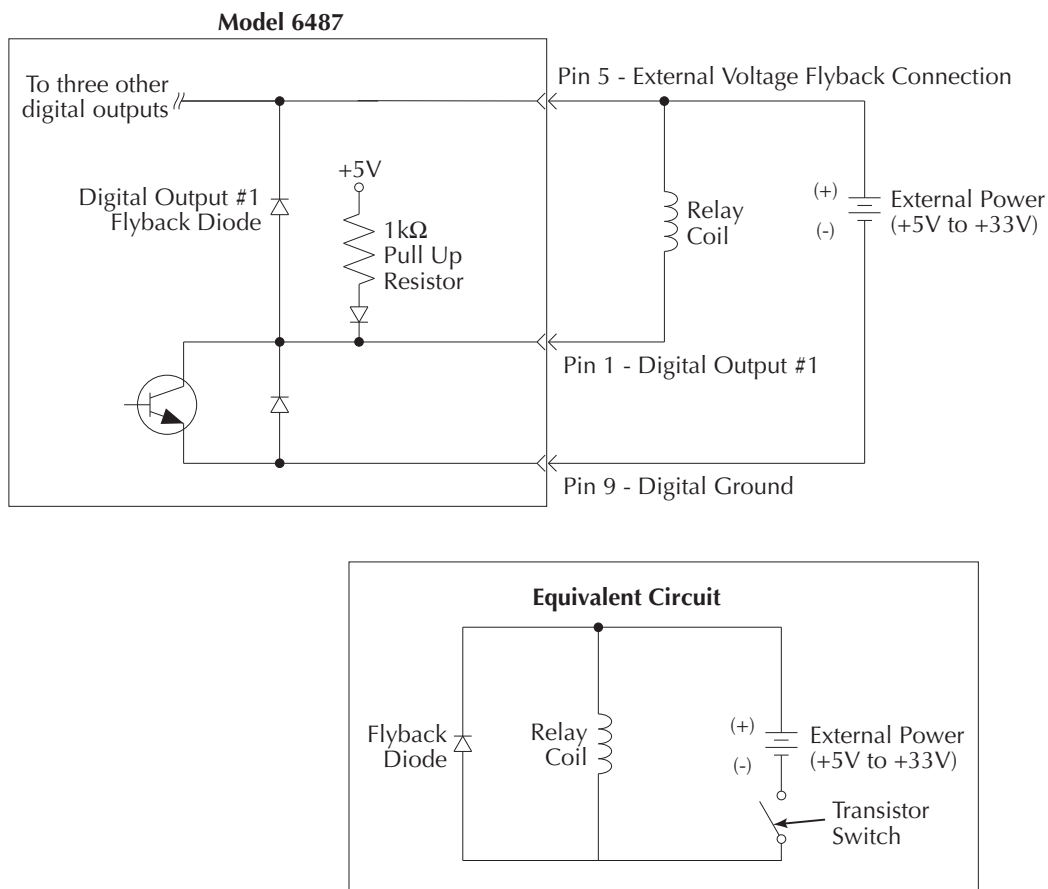 Model 6487
To three other
digital outputs
Pin 5 - External Voltage Flyback Connection
+5V
Digital Output #1
Flyback Diode
1kΩ
Pull Up
Resistor
Relay
Coil
(+)
(-)
External Power
(+5V to +33V)
Pin 1 - Digital Output #1
Pin 9 - Digital Ground
Equivalent Circuit
Flyback
Diode
Relay
Coil
(+)
(-)
External Power
(+5V to +33V)
Transistor
Switch